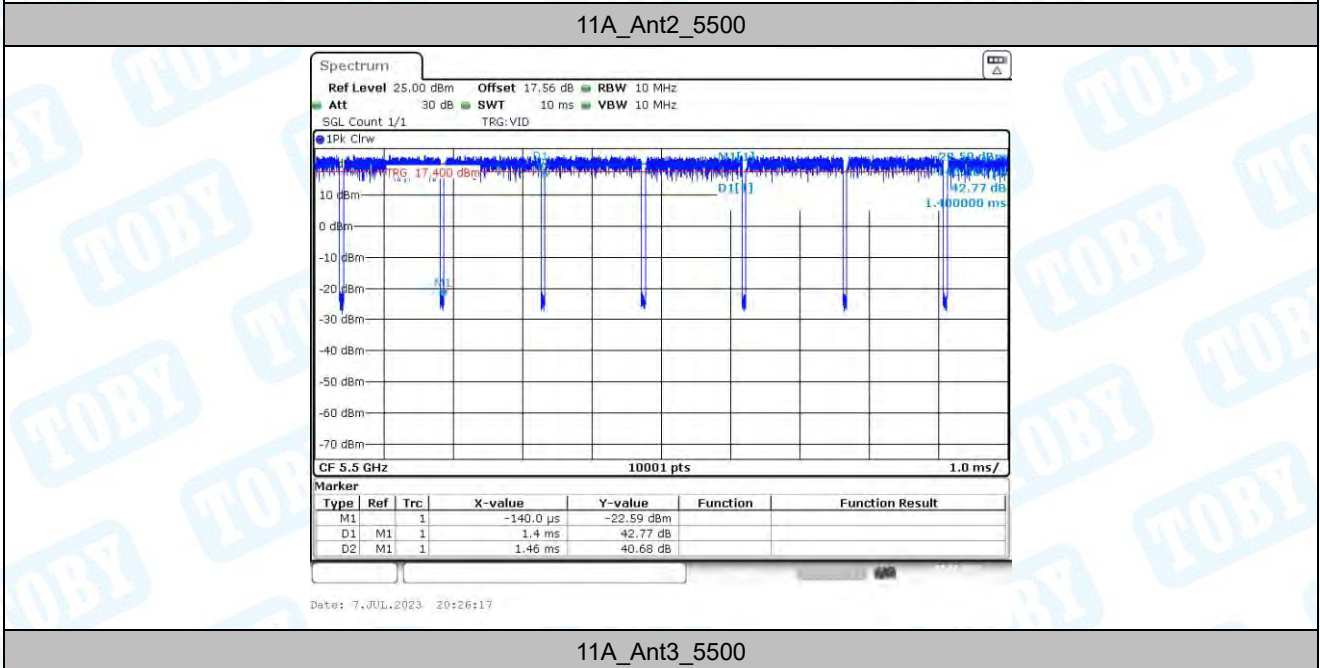 11A_Ant2_5500
Spectrum
Ref Level 25.00 dBm Offset 17.56 dB RBW 10 MHz
Att 30 dB SWT 10 ms VBW 10 MHz
SGL Count 1/1 TRG:VID
1Pk Clrw
D1 M1[1]
TRG 17.400 dBm
10 dBm D1[1] 42.77 dB
1.400000 ms
0 dBm
-10 dBm
-20 dBm M1
-30 dBm
-40 dBm
-50 dBm
-60 dBm
-70 dBm
CF 5.5 GHz 10001 pts 1.0 ms/
Marker
Type Ref Trc X-value Y-value Function Function Result
M1 1 -140.0 µs -22.59 dBm
D1 M1 1 1.4 ms 42.77 dB
D2 M1 1 1.46 ms 40.68 dB
Date: 7.JUL.2023 20:26:17
11A_Ant3_5500
TOBY